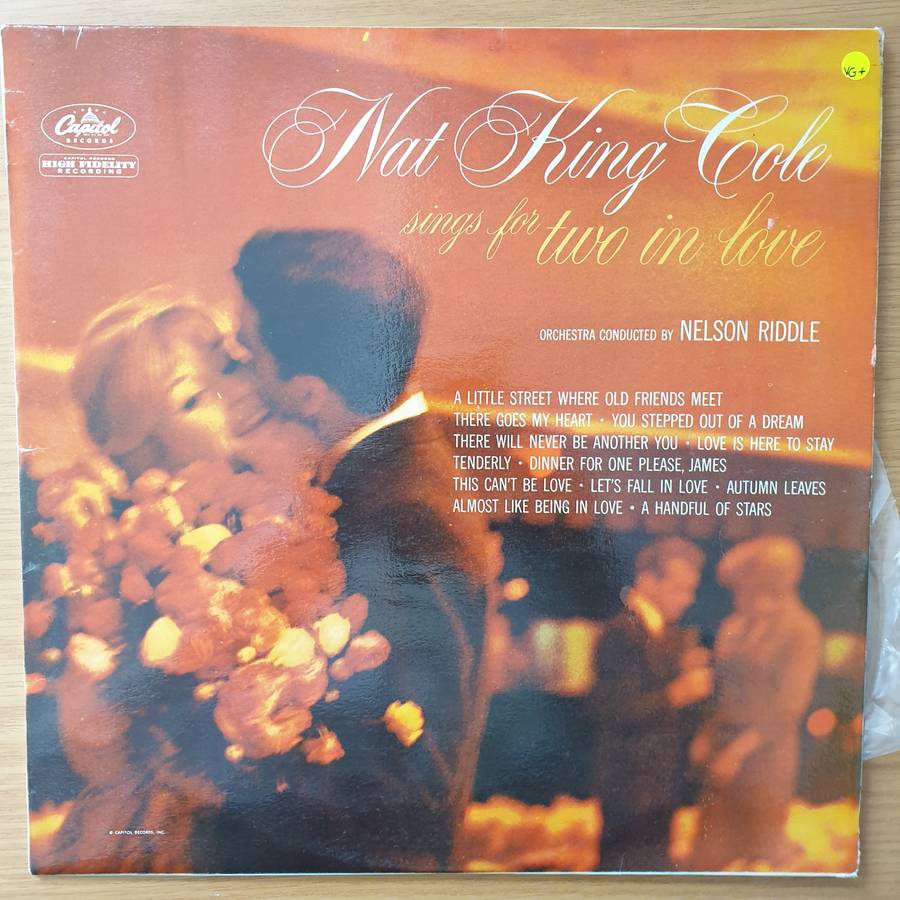 VG+
Capitol
RECORDS
CAPITOL RECORDS
HIGH FIDELITY
RECORDING
Nat King Cole
sings for two in love
ORCHESTRA CONDUCTED BY NELSON RIDDLE
A LITTLE STREET WHERE OLD FRIENDS MEET
THERE GOES MY HEART • YOU STEPPED OUT OF A DREAM
THERE WILL NEVER BE ANOTHER YOU • LOVE IS HERE TO STAY
TENDERLY • DINNER FOR ONE PLEASE, JAMES
THIS CAN'T BE LOVE • LET'S FALL IN LOVE • AUTUMN LEAVES
ALMOST LIKE BEING IN LOVE • A HANDFUL OF STARS
© CAPITOL RECORDS, INC.